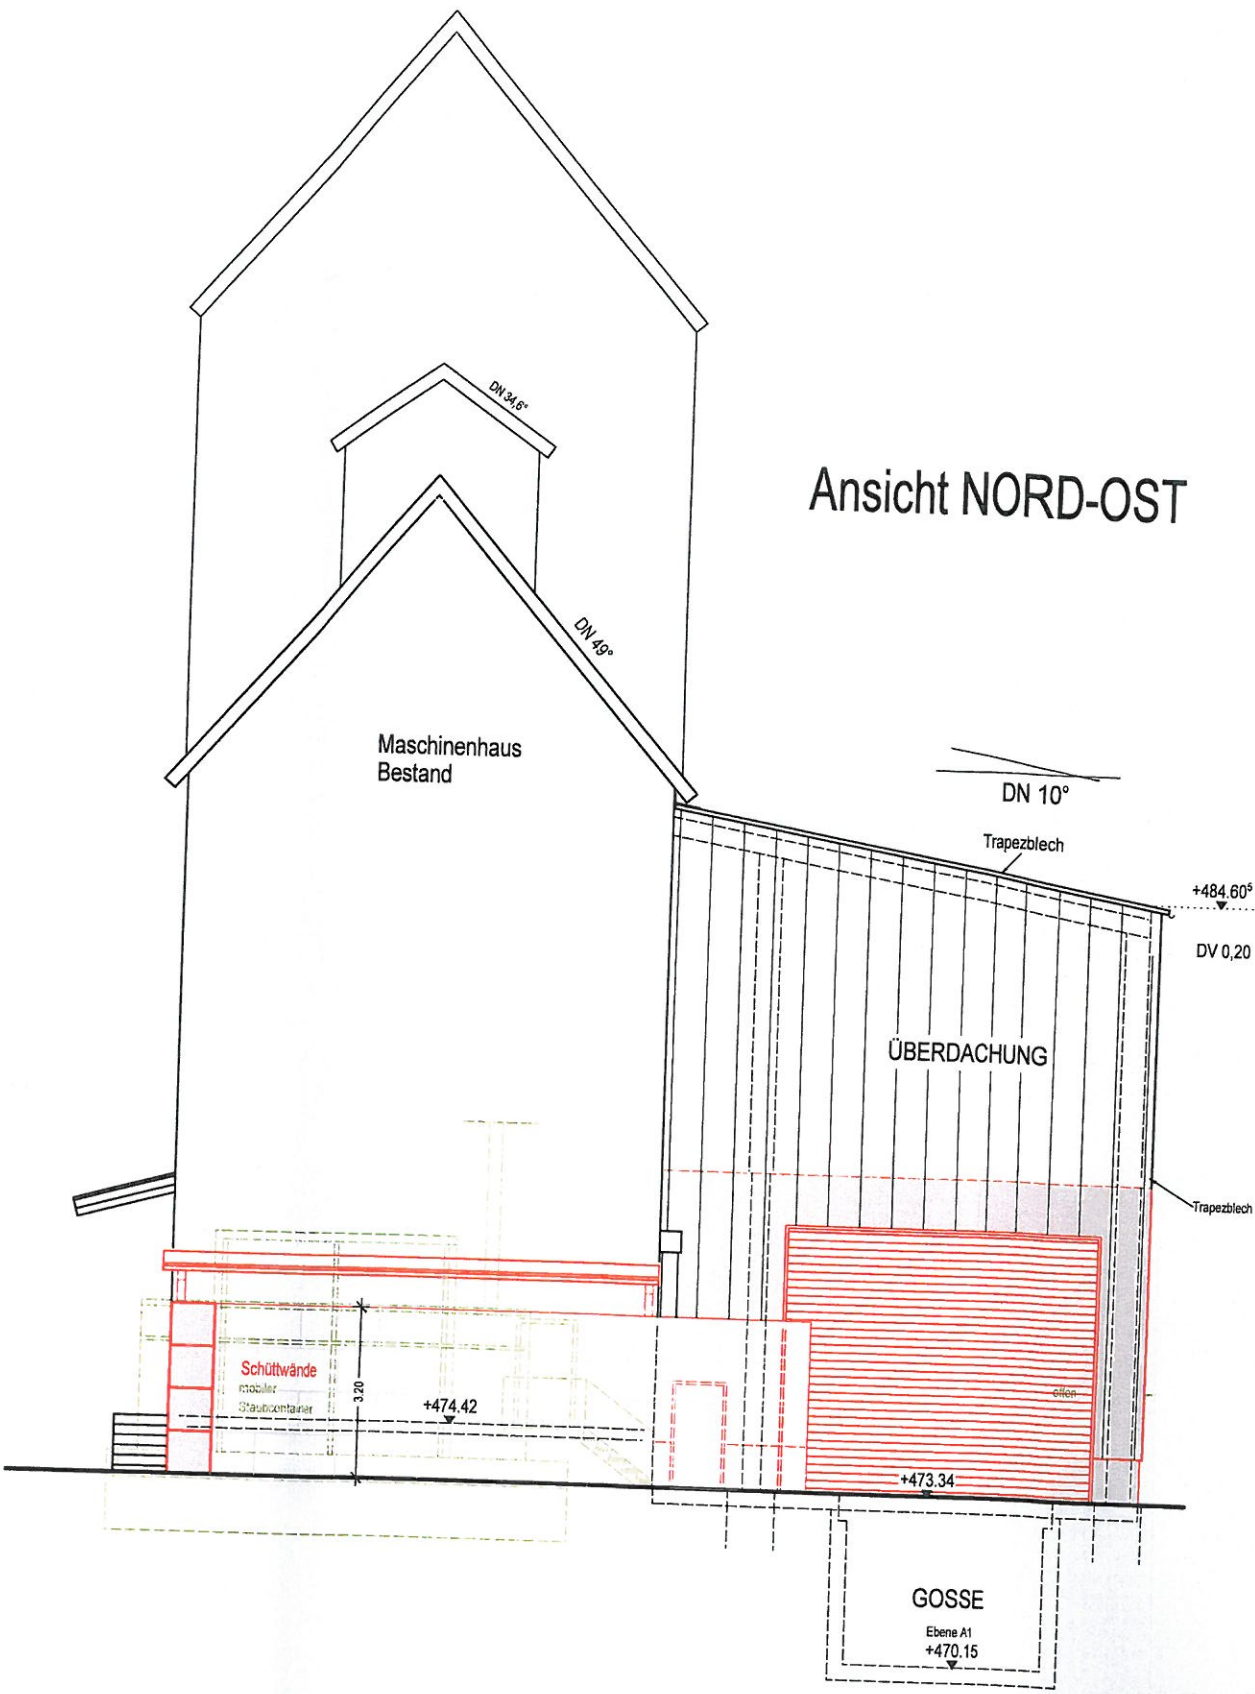 DN 34,6°
Ansicht NORD-OST
DN 49°
Maschinenhaus
Bestand
DN 10°
Trapezblech
+484.60⁵
DV 0,20
ÜBERDACHUNG
Trapezblech
Schüttwände
mobiler
Staubcontainer
3.20
+474.42
offen
+473.34
GOSSE
Ebene A1
+470.15